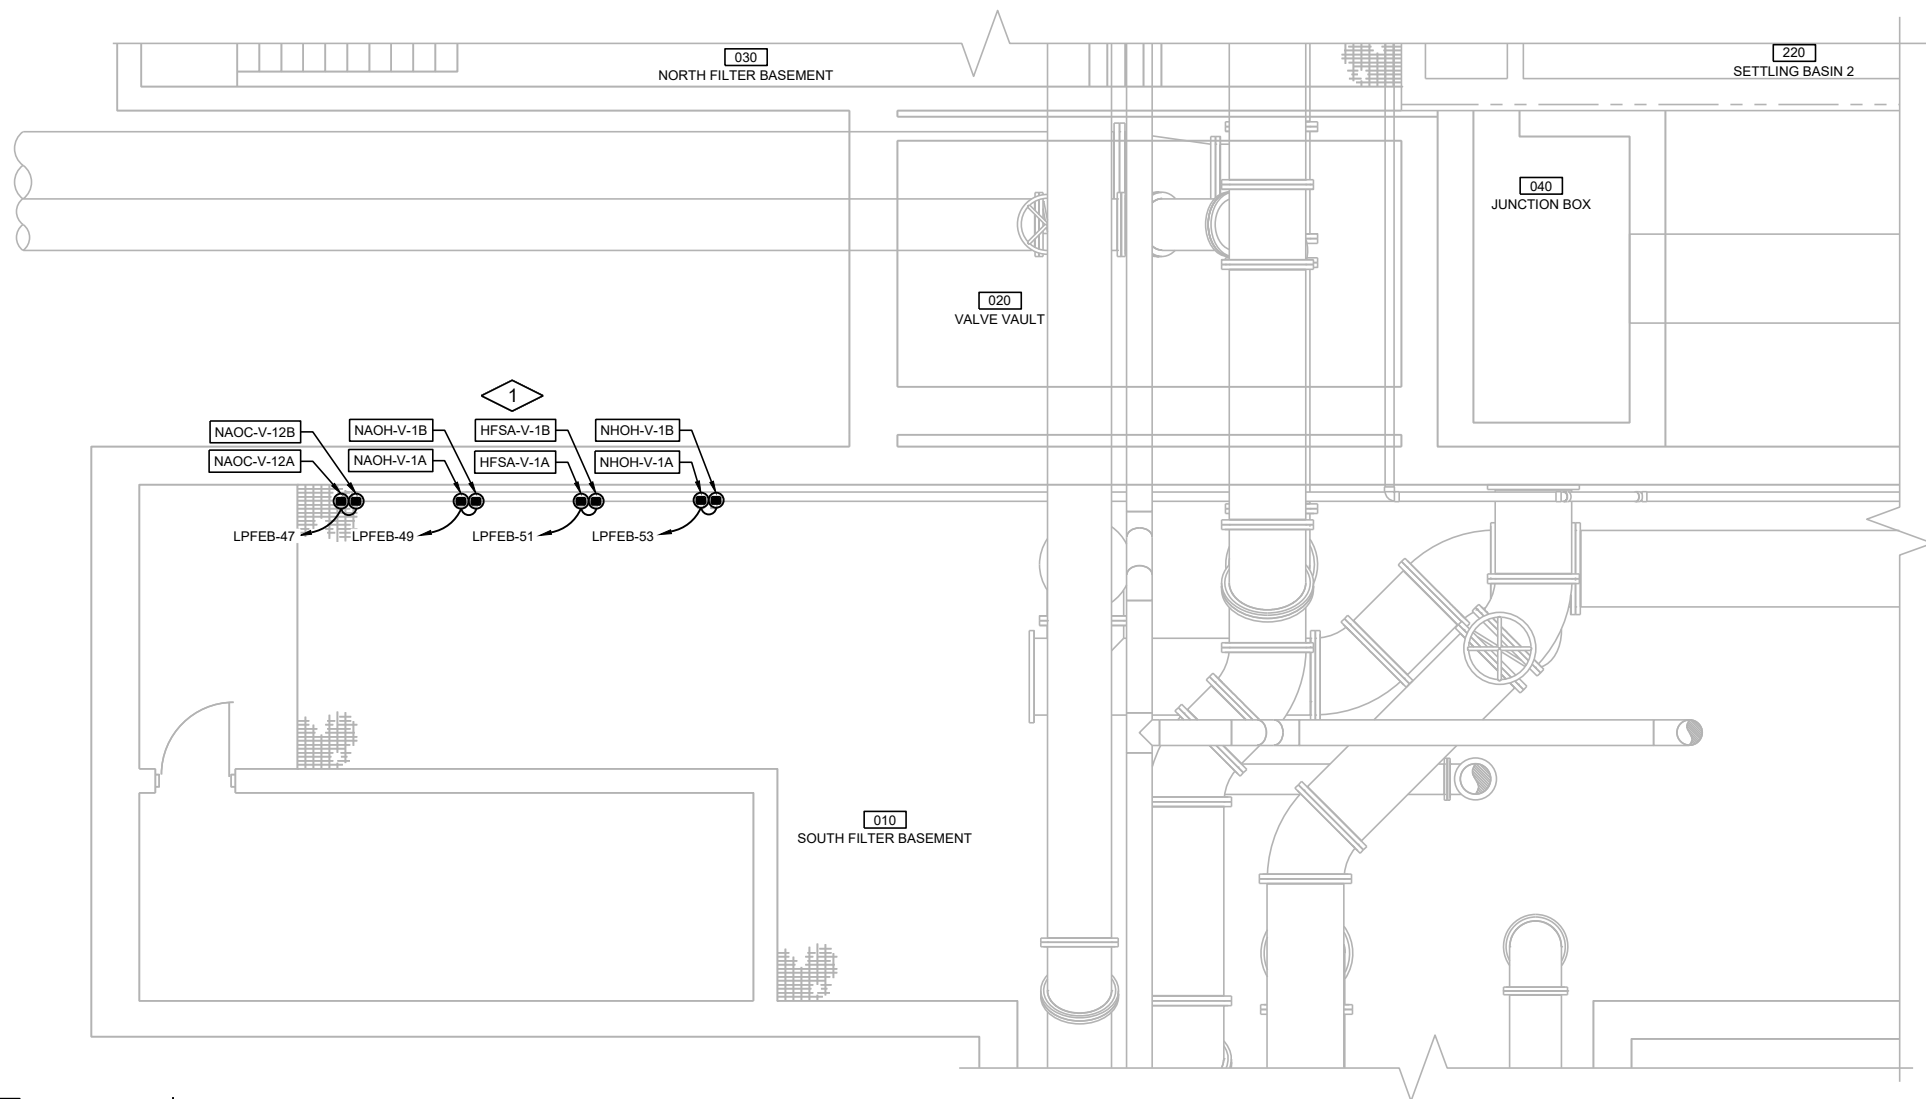 030
NORTH FILTER BASEMENT
220
SETTLING BASIN 2
040
JUNCTION BOX
020
VALVE VAULT
1
NAOC-V-12B
NAOH-V-1B
HFSA-V-1B
NHOH-V-1B
NAOC-V-12A
NAOH-V-1A
HFSA-V-1A
NHOH-V-1A
LPFEB-47
LPFEB-49
LPFEB-51
LPFEB-53
010
SOUTH FILTER BASEMENT